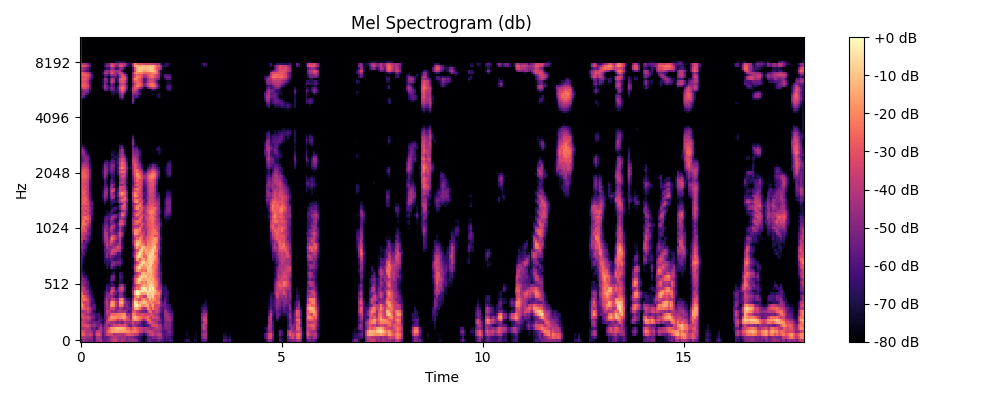 Mel Spectrogram (db)
8192
4096
2048
1024
512
0
Hz
0
5
10
15
Time
+0 dB
-10 dB
-20 dB
-30 dB
-40 dB
-50 dB
-60 dB
-70 dB
-80 dB